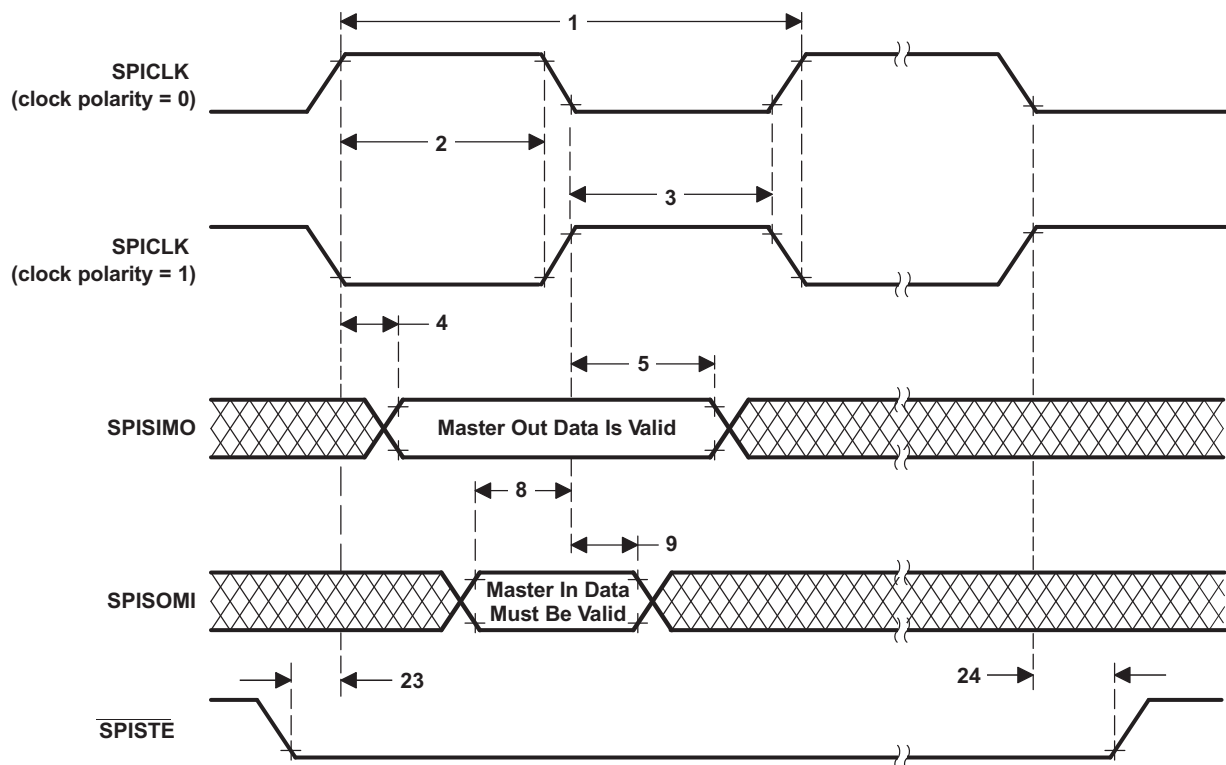 1
SPICLK
(clock polarity = 0)
2
3
SPICLK
(clock polarity = 1)
4
5
SPISIMO
Master Out Data Is Valid
8
9
SPISOMI
Master In Data
Must Be Valid
23
24
SPISTE